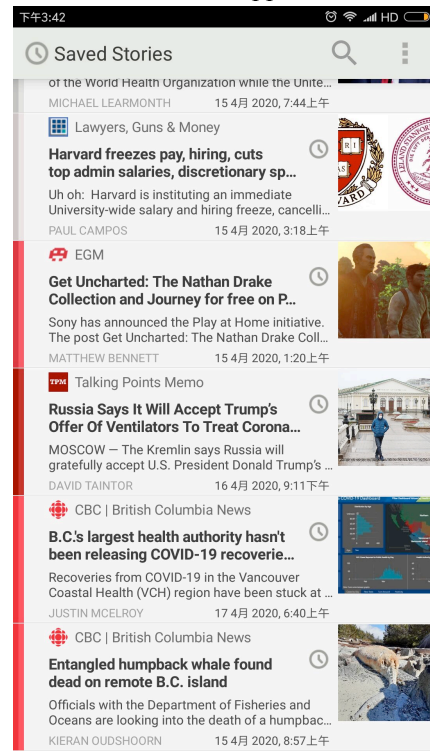 下午3:42
HD
Saved Stories
of the World Health Organization while the Unite...
MICHAEL LEARMONTH 15 4月 2020, 7:44上午
Lawyers, Guns & Money
Harvard freezes pay, hiring, cuts
top admin salaries, discretionary sp...
Uh oh: Harvard is instituting an immediate
University-wide salary and hiring freeze, cancelli...
PAUL CAMPOS 15 4月 2020, 3:18上午
EGM
Get Uncharted: The Nathan Drake
Collection and Journey for free on P...
Sony has announced the Play at Home initiative.
The post Get Uncharted: The Nathan Drake Coll...
MATTHEW BENNETT 15 4月 2020, 1:20上午
TPM Talking Points Memo
Russia Says It Will Accept Trump's
Offer Of Ventilators To Treat Corona...
MOSCOW — The Kremlin says Russia will
gratefully accept U.S. President Donald Trump's ...
DAVID TAINTOR 16 4月 2020, 9:11下午
CBC | British Columbia News
B.C.'s largest health authority hasn't
been releasing COVID-19 recoverie...
Recoveries from COVID-19 in the Vancouver
Coastal Health (VCH) region have been stuck at ...
JUSTIN MCELROY 17 4月 2020, 6:40上午
CBC | British Columbia News
Entangled humpback whale found
dead on remote B.C. island
Officials with the Department of Fisheries and
Oceans are looking into the death of a humpbac...
KIERAN OUDSHOORN 15 4月 2020, 8:57上午